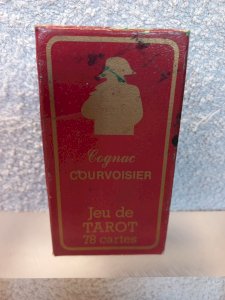 Cognac
COURVOISIER
Jeu de
TAROT
78 cartes